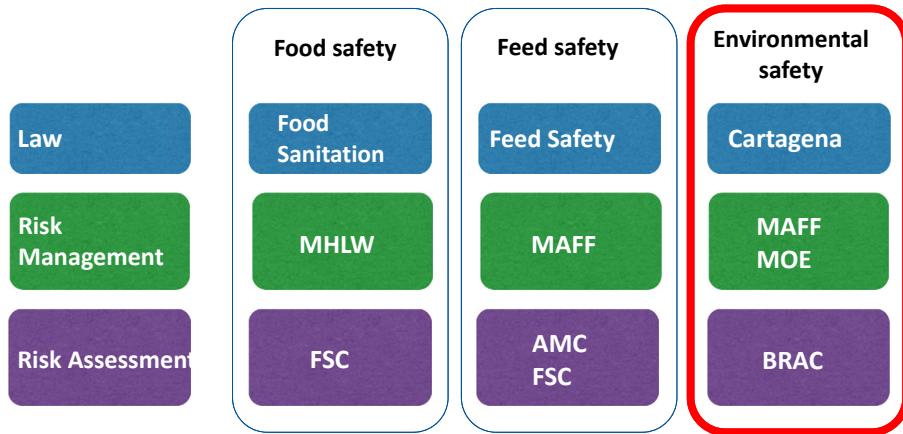 Food safety
Feed safety
Environmental
safety
Law
Food
Sanitation
Feed Safety
Cartagena
Risk
Management
MHLW
MAFF
MAFF
MOE
Risk Assessment
FSC
AMC
FSC
BRAC